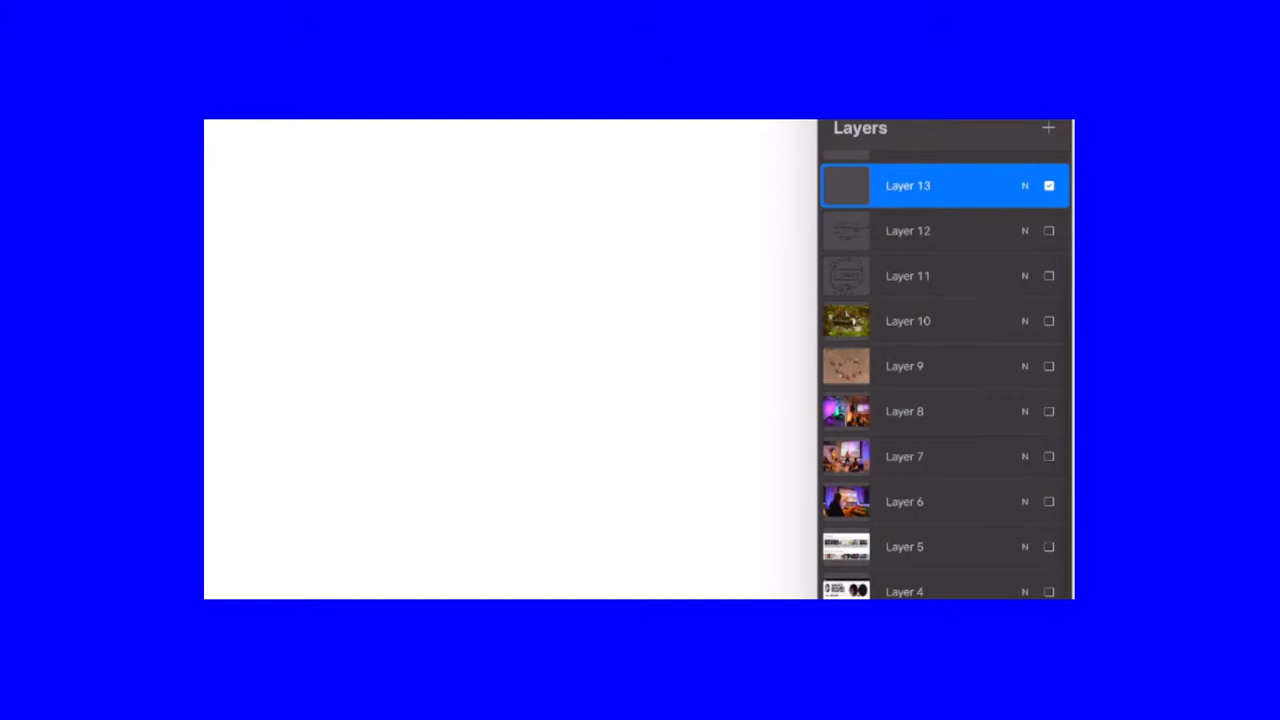 Layers +
Layer 13 N
Layer 12 N
Layer 11 N
Layer 10 N
Layer 9 N
Layer 8 N
Layer 7 N
Layer 6 N
Layer 5 N
Layer 4 N